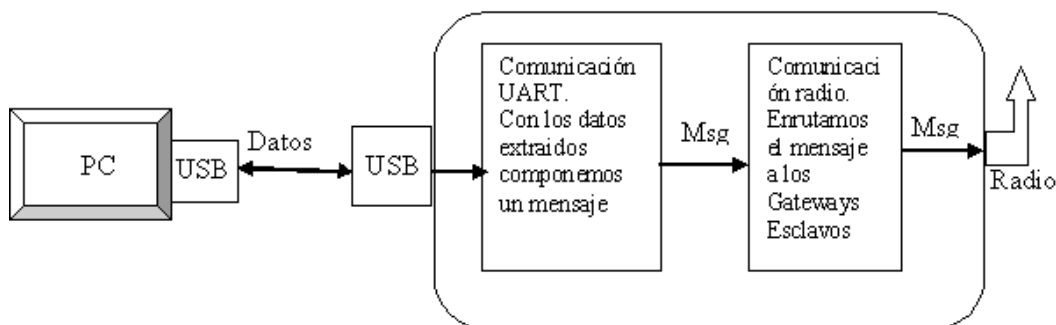 PC
USB
Datos
USB
Comunicación
UART.
Con los datos
extraidos
componemos
un mensaje
Msg
Comunicaci
ón radio.
Enrutamos
el mensaje
a los
Gateways
Esclavos
Msg
Radio